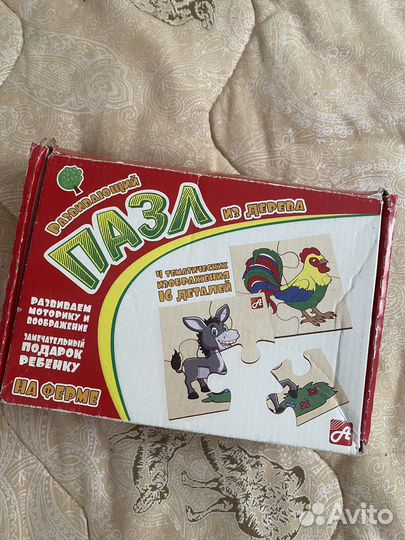 РАЗВИВАЮЩИЙ
ПАЗЛ
ИЗ ДЕРЕВА
4 ТЕМАТИЧЕСКИХ
ИЗОБРАЖЕНИЯ
16 ДЕТАЛЕЙ
РАЗВИВАЕМ
МОТОРИКУ И
ВООБРАЖЕНИЕ
ЗАМЕЧАТЕЛЬНЫЙ
ПОДАРОК
РЕБЕНКУ
НА ФЕРМЕ
А
А
Avito